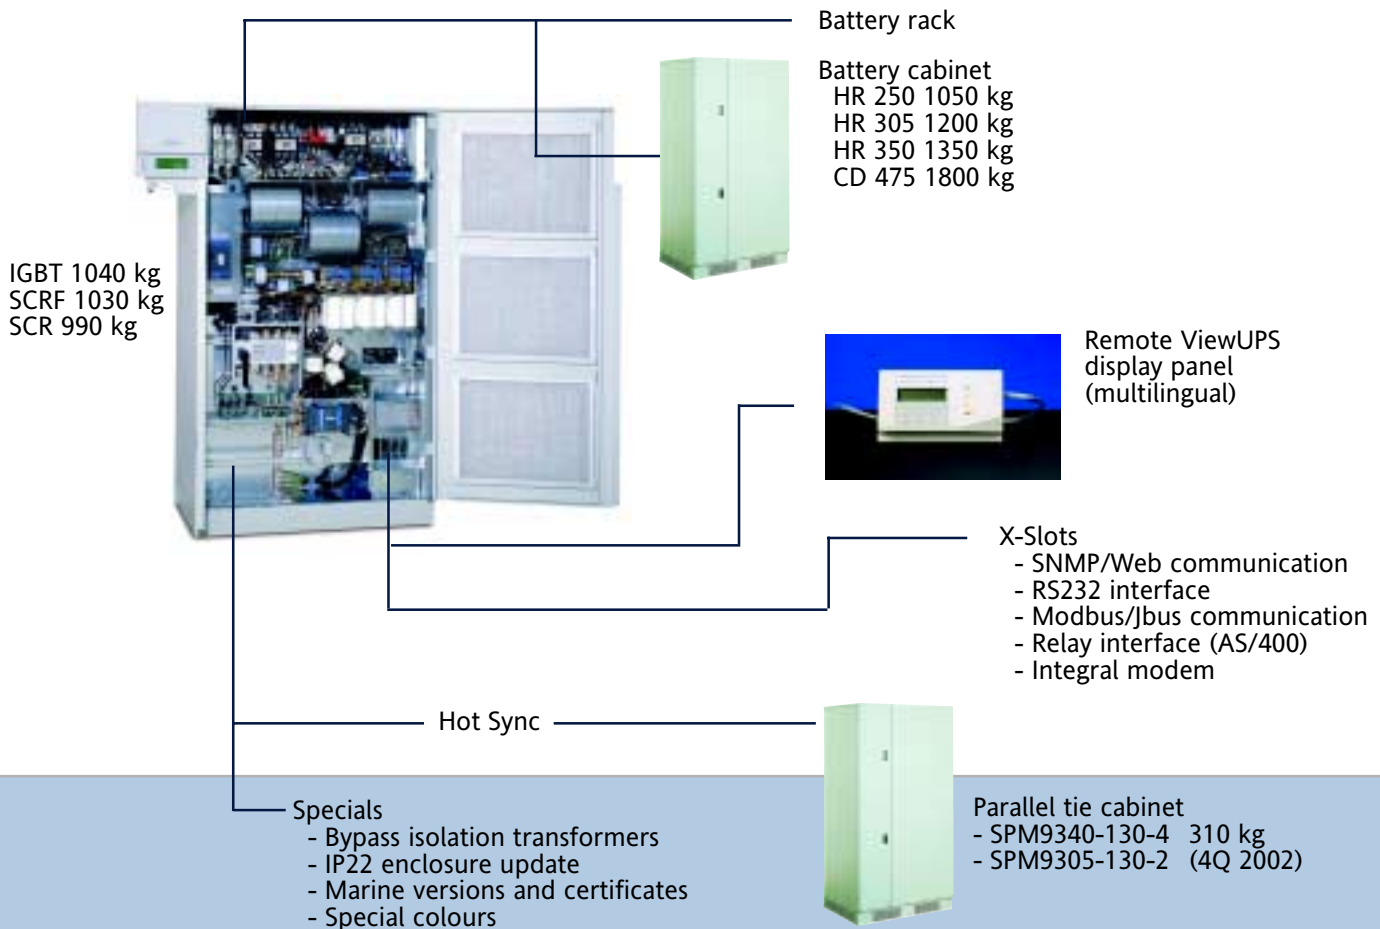 Battery rack
Battery cabinet
HR 250 1050 kg
HR 305 1200 kg
HR 350 1350 kg
CD 475 1800 kg
IGBT 1040 kg
SCRF 1030 kg
SCR 990 kg
Remote ViewUPS
display panel
(multilingual)
X-Slots
- SNMP/Web communication
- RS232 interface
- Modbus/Jbus communication
- Relay interface (AS/400)
- Integral modem
Hot Sync
Specials
- Bypass isolation transformers
- IP22 enclosure update
- Marine versions and certificates
- Special colours
Parallel tie cabinet
- SPM9340-130-4 310 kg
- SPM9305-130-2 (4Q 2002)